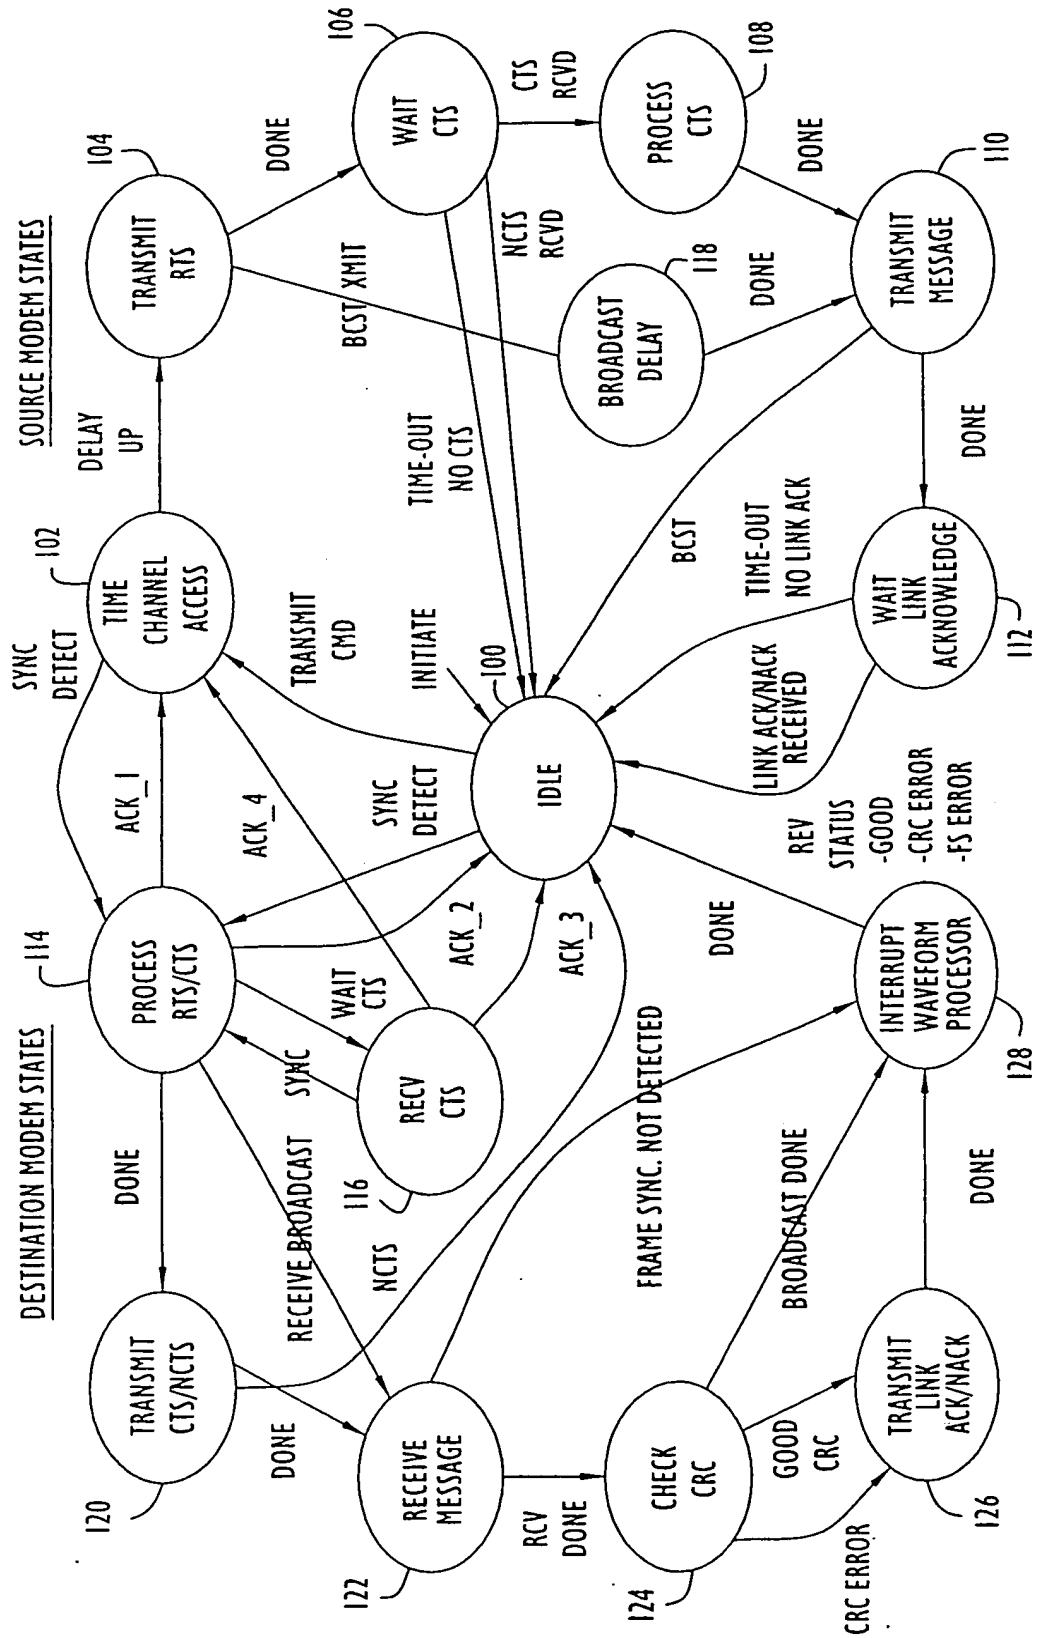 DESTINATION MODEM STATES
SOURCE MODEM STATES
120
TRANSMIT
CTS/NCTS
DONE
114
PROCESS
RTS/CTS
SYNC
DETECT
ACK_1
102
TIME
CHANNEL
ACCESS
DELAY
UP
104
TRANSMIT
RTS
DONE
106
WAIT
CTS
CTS
RCVD
108
PROCESS
CTS
DONE
110
TRANSMIT
MESSAGE
BCST XMIT
NCTS
RCVD
118
BROADCAST
DELAY
DONE
TIME-OUT
NO CTS
BCST
DONE
TIME-OUT
NO LINK ACK
112
WAIT
LINK
ACKNOWLEDGE
LINK ACK/NACK
RECEIVED
TRANSMIT
CMD
INITIATE
100
IDLE
SYNC
DETECT
ACK_4
ACK_2
ACK_3
WAIT
CTS
SYNC
116
RECV
CTS
RECEIVE BROADCAST
NCTS
DONE
122
RECEIVE
MESSAGE
FRAME SYNC. NOT DETECTED
RCV
DONE
124
CHECK
CRC
BROADCAST DONE
GOOD
CRC
CRC ERROR
126
TRANSMIT
LINK
ACK/NACK
DONE
128
INTERRUPT
WAVEFORM
PROCESSOR
DONE
REV
STATUS
-GOOD
-CRC ERROR
-FS ERROR